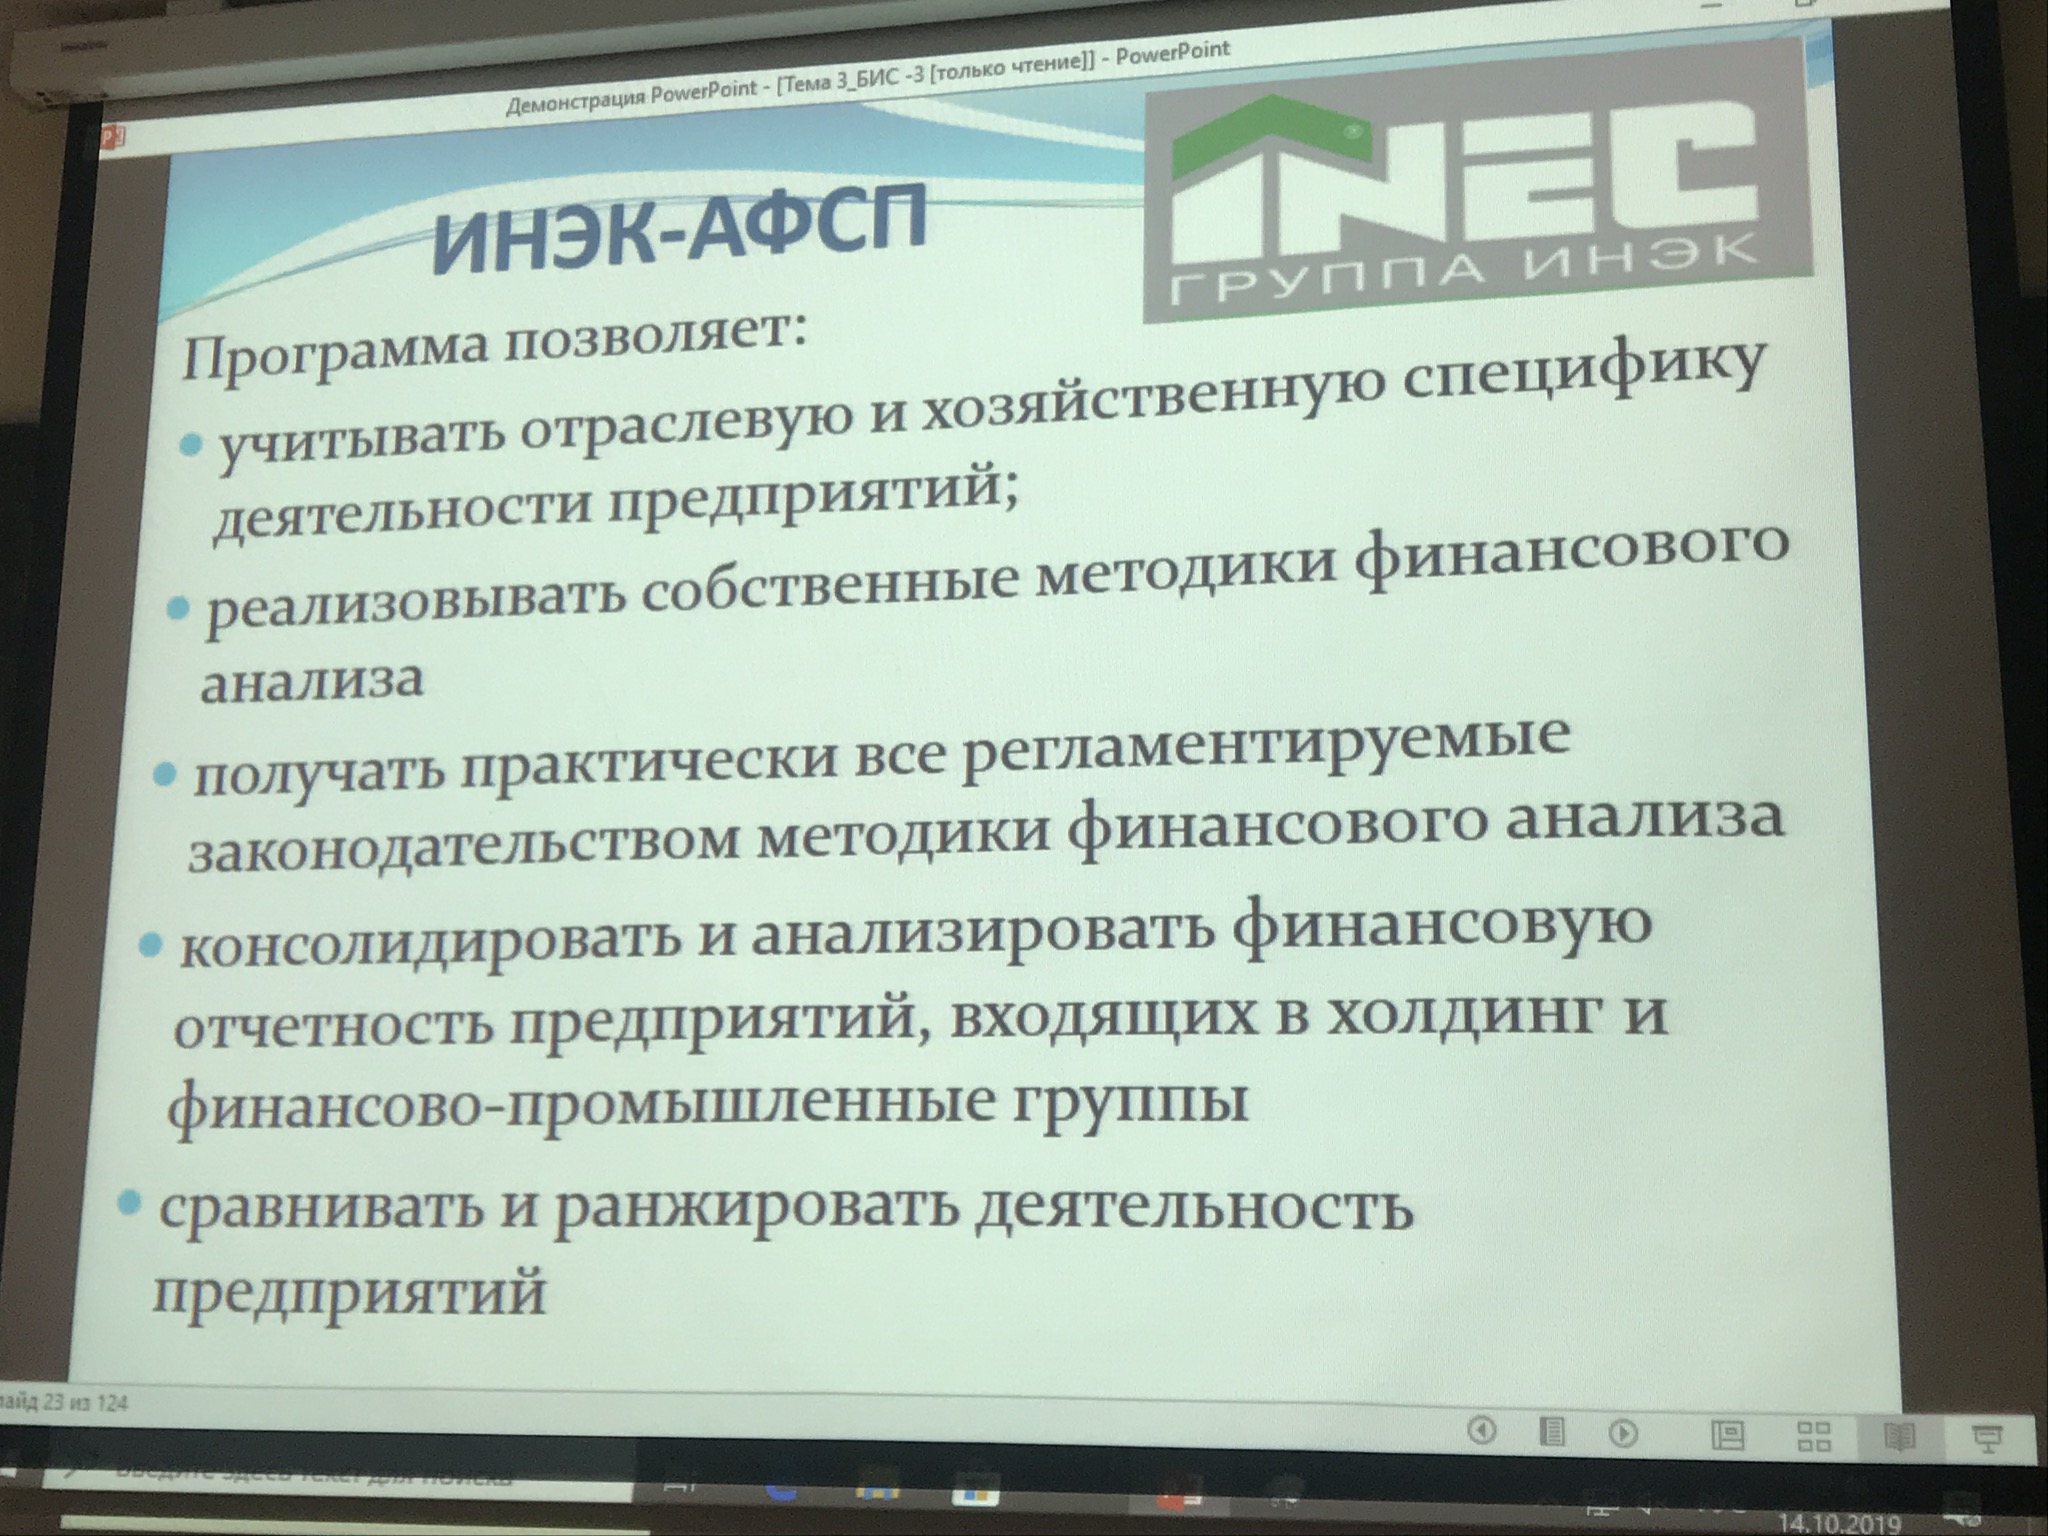 Демонстрация PowerPoint - [Тема 3_БИС -3 [только чтение]] - PowerPoint
INEC
ГРУППА ИНЭК
ИНЭК-АФСП
Программа позволяет:
• учитывать отраслевую и хозяйственную специфику
деятельности предприятий;
• реализовывать собственные методики финансового
анализа
• получать практически все регламентируемые
законодательством методики финансового анализа
• консолидировать и анализировать финансовую
отчетность предприятий, входящих в холдинг и
финансово-промышленные группы
• сравнивать и ранжировать деятельность
предприятий
лайд 23 из 124
Введите здесь текст для поиска
14.10.2019